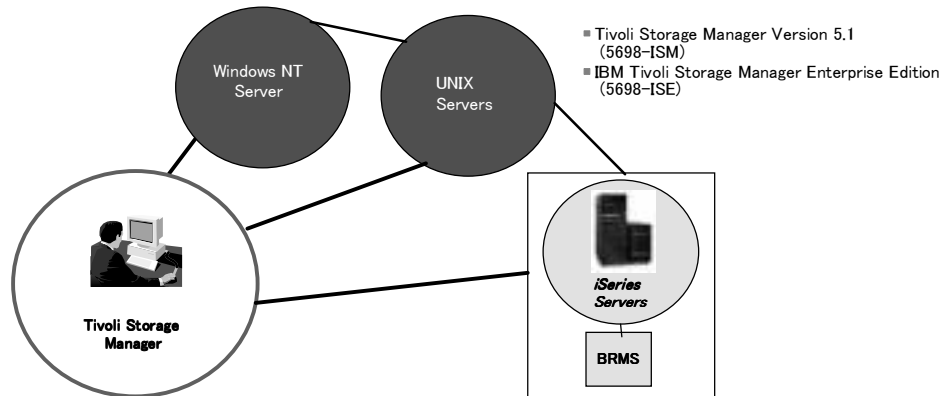 Windows NT
Server
UNIX
Servers
▪ Tivoli Storage Manager Version 5.1
(5698-ISM)
▪ IBM Tivoli Storage Manager Enterprise Edition
(5698-ISE)
iSeries
Servers
Tivoli Storage
Manager
BRMS